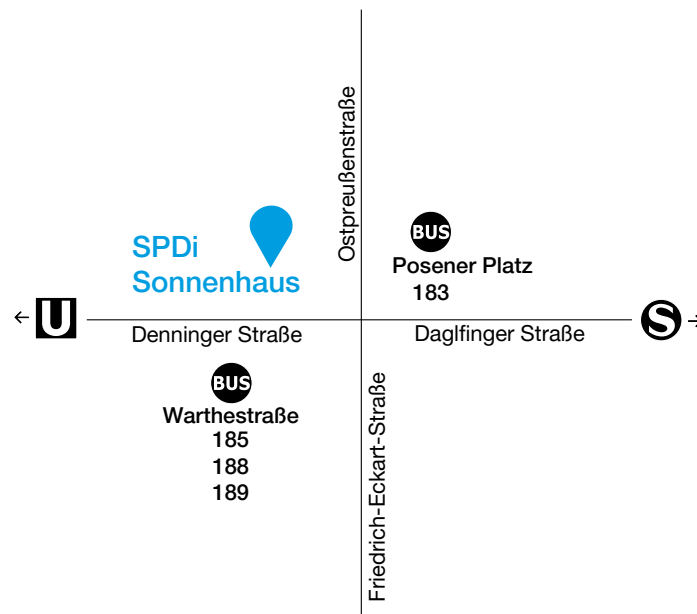 Ostpreußenstraße
SPDi
Sonnenhaus
BUS
Posener Platz
183
← U
Denninger Straße
Daglfinger Straße
S →
BUS
Warthestraße
185
188
189
Friedrich-Eckart-Straße